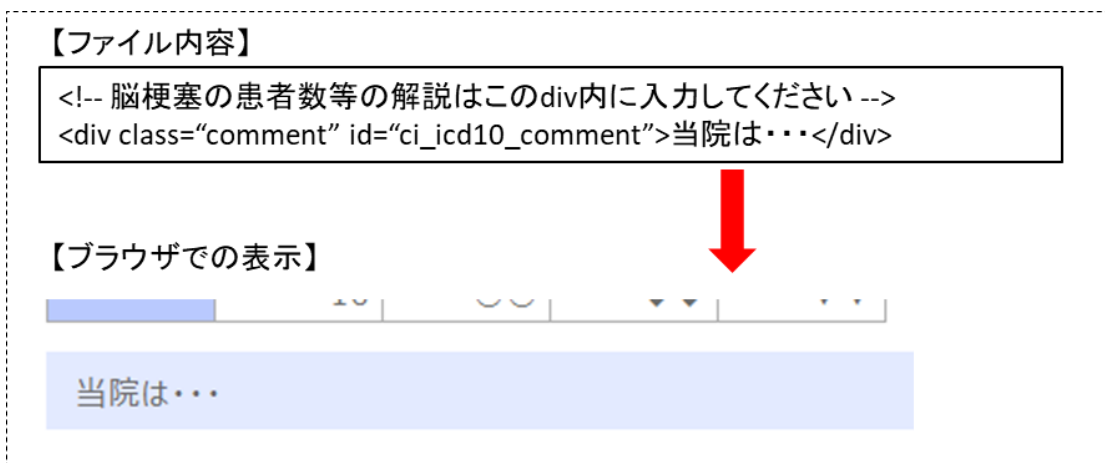 【ファイル内容】
<!-- 脳梗塞の患者数等の解説はこのdiv内に入力してください -->
<div class=“comment” id=“ci_icd10_comment”>当院は・・・</div>
【ブラウザでの表示】
当院は・・・